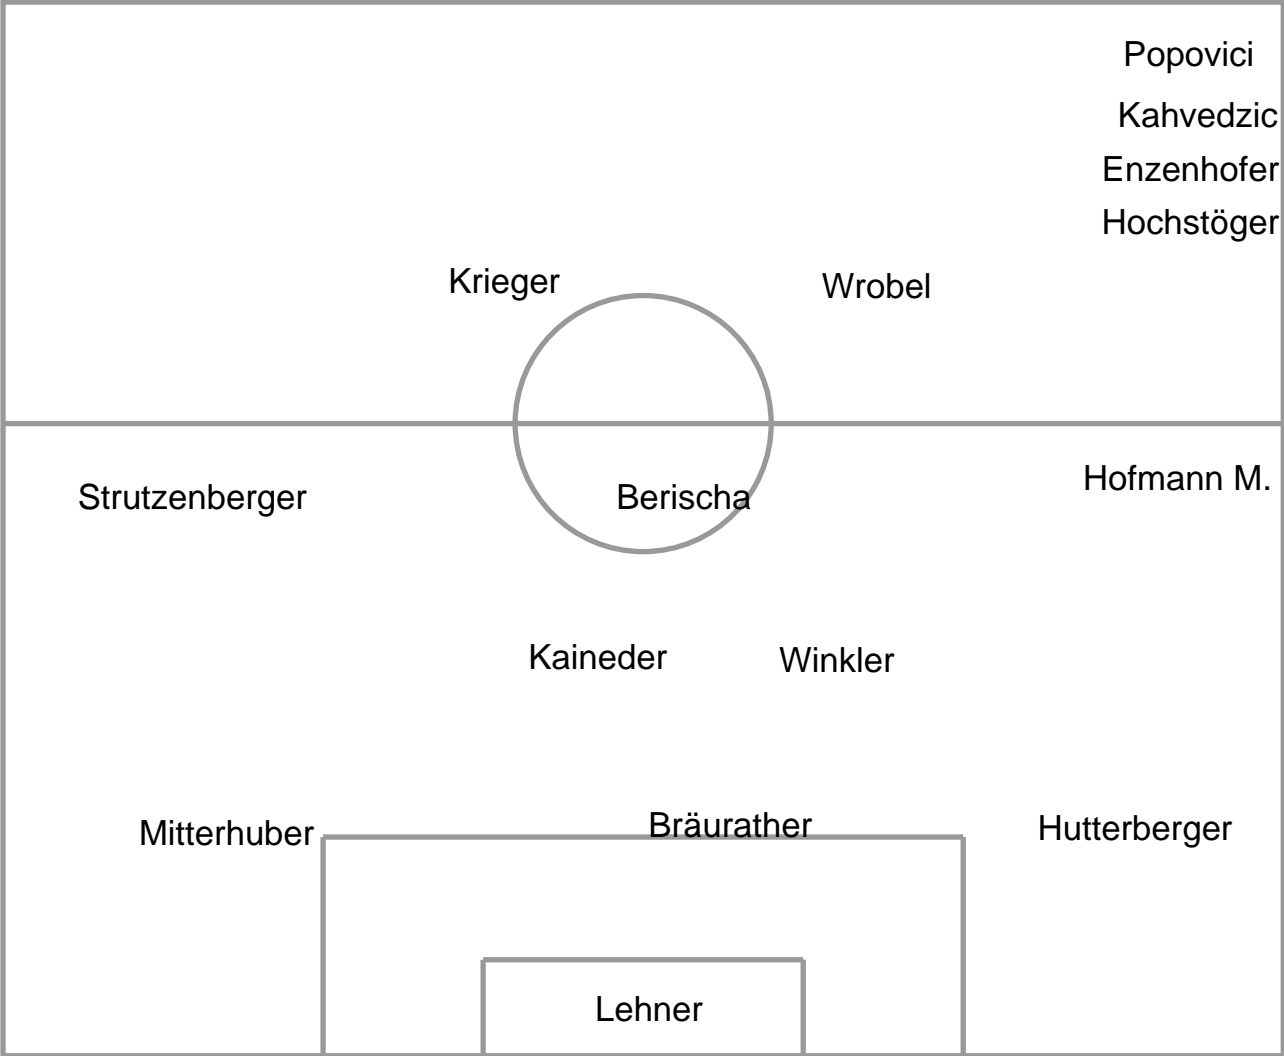 Popovici
Kahvedzic
Enzenhofer
Hochstöger
Krieger
Wrobel
Strutzenberger
Berischa
Hofmann M.
Kaineder
Winkler
Mitterhuber
Bräurather
Hutterberger
Lehner